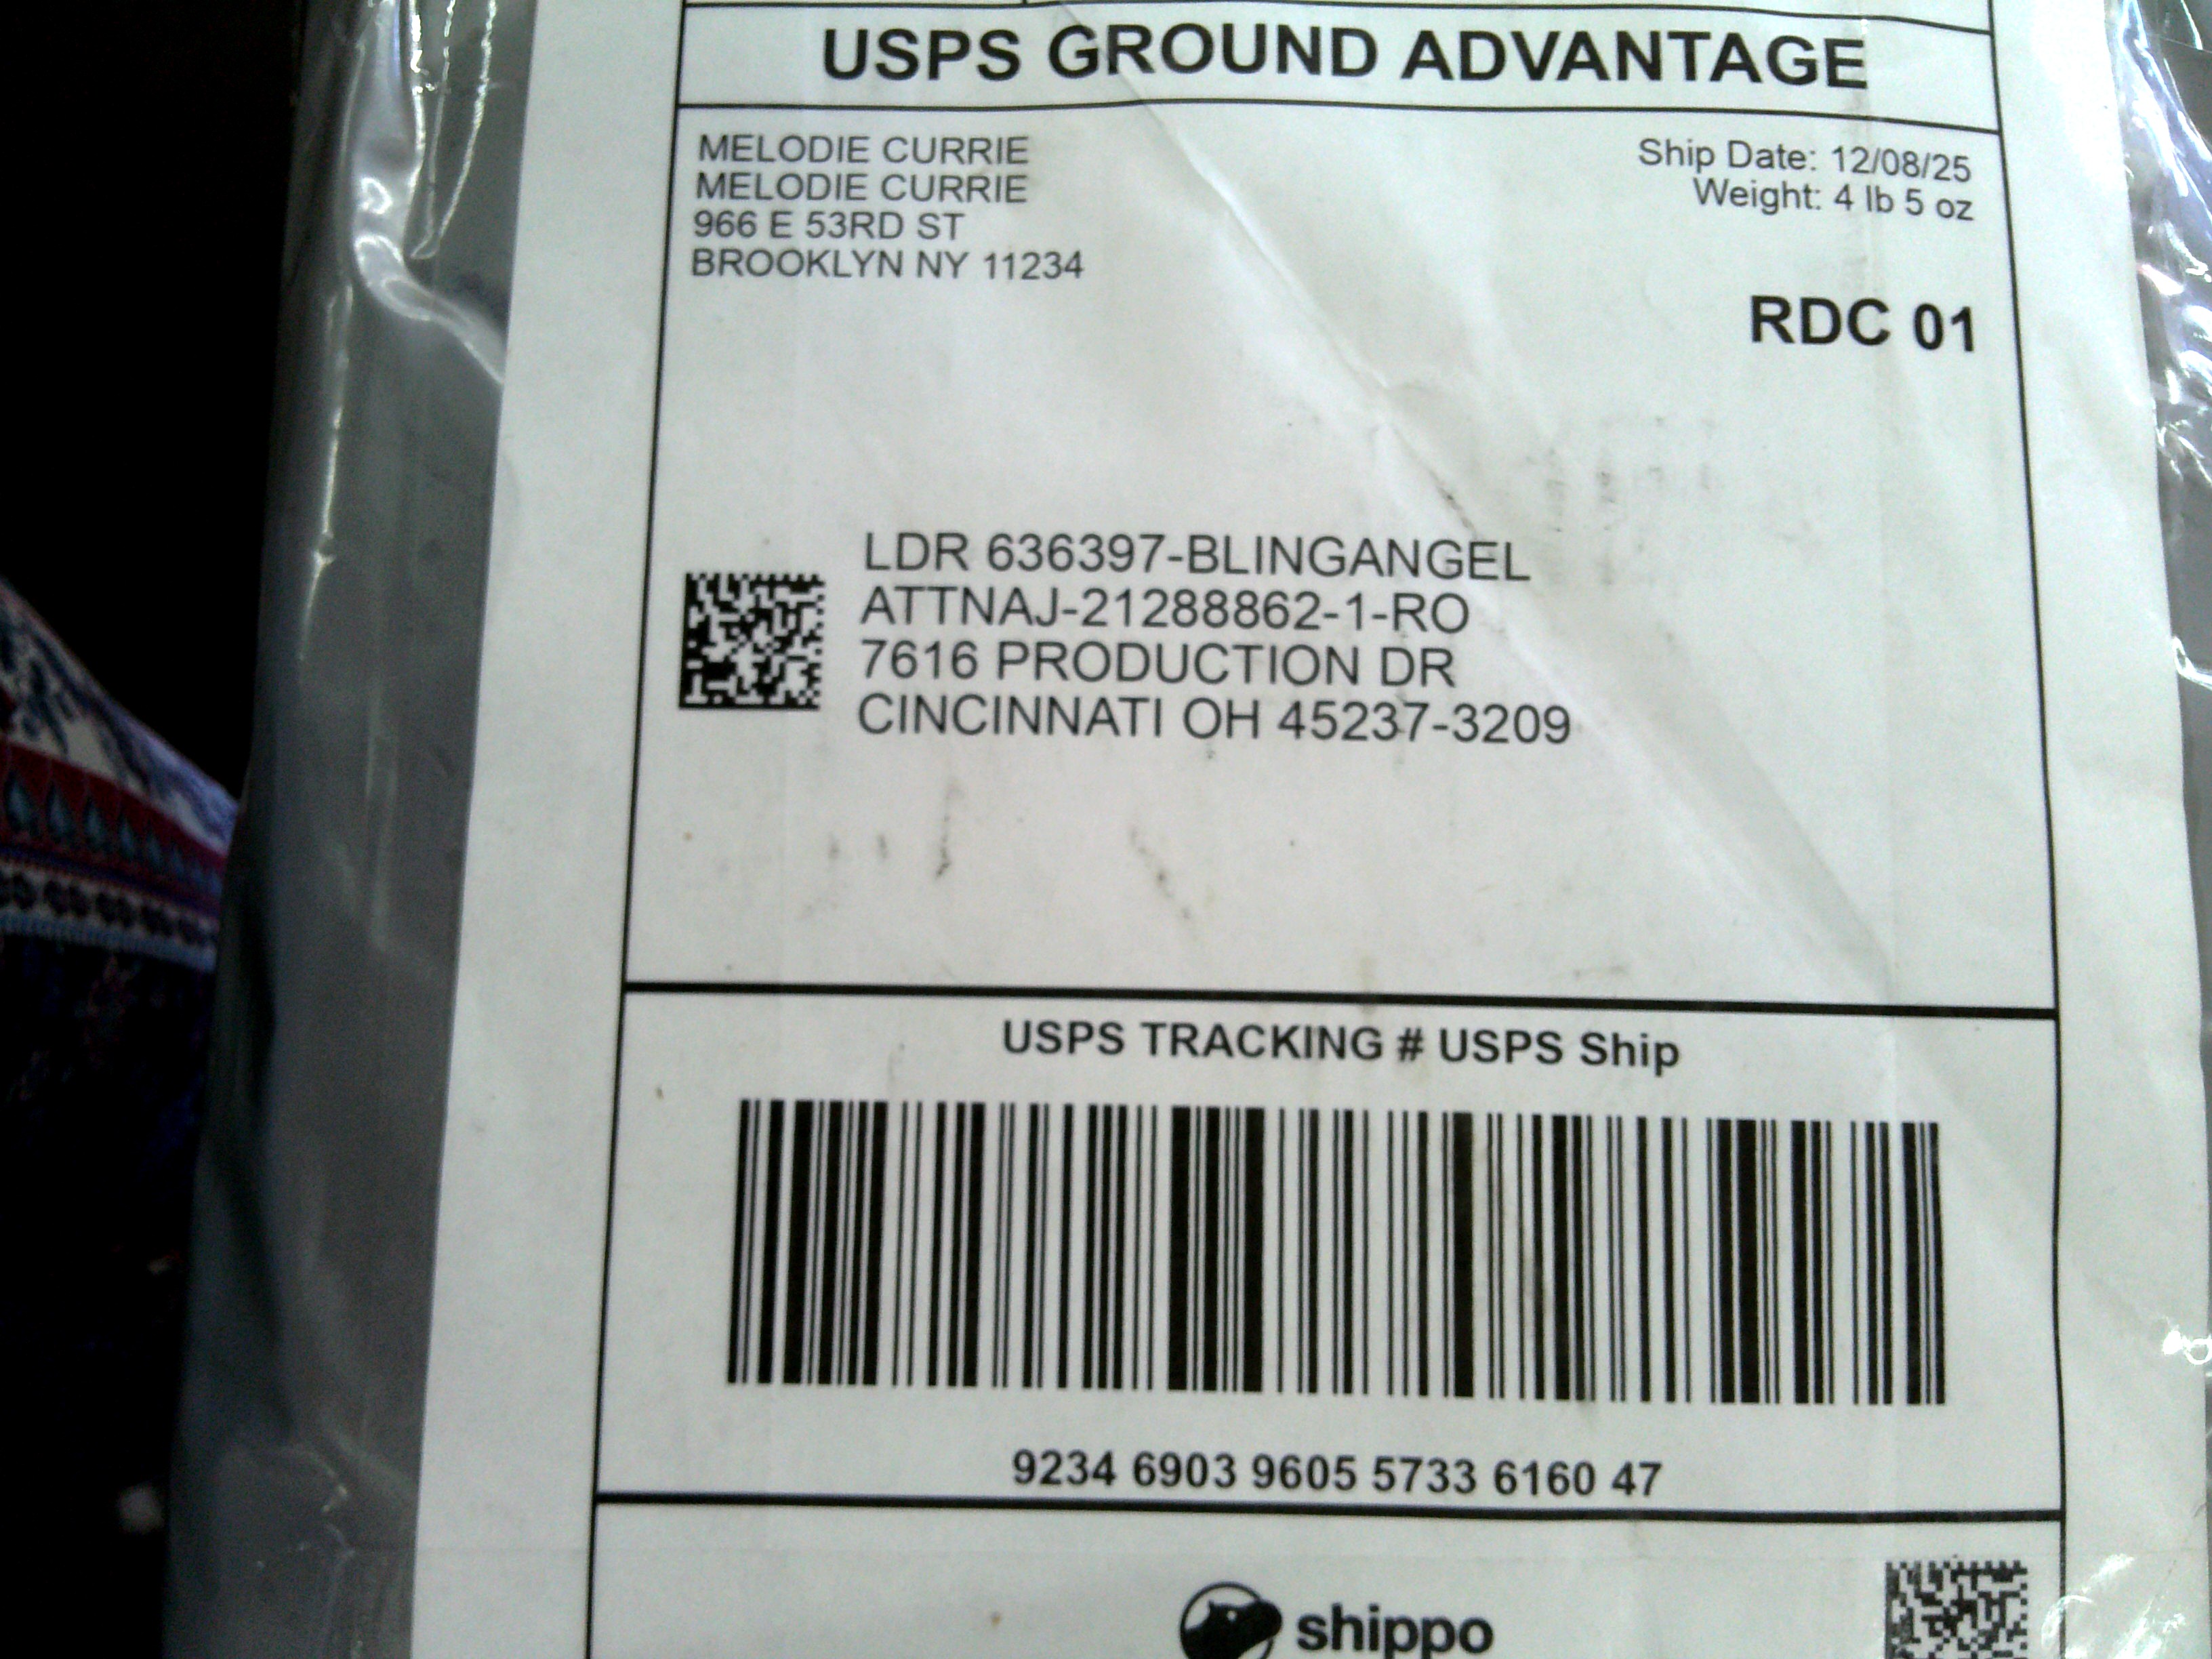 USPS GROUND ADVANTAGE
MELODIE CURRIE
MELODIE CURRIE
966 E 53RD ST
BROOKLYN NY 11234
Ship Date: 12/08/25
Weight: 4 lb 5 oz
RDC 01
LDR 636397-BLINGANGEL
ATTNAJ-21288862-1-RO
7616 PRODUCTION DR
CINCINNATI OH 45237-3209
USPS TRACKING # USPS Ship
9234 6903 9605 5733 6160 47
shippo